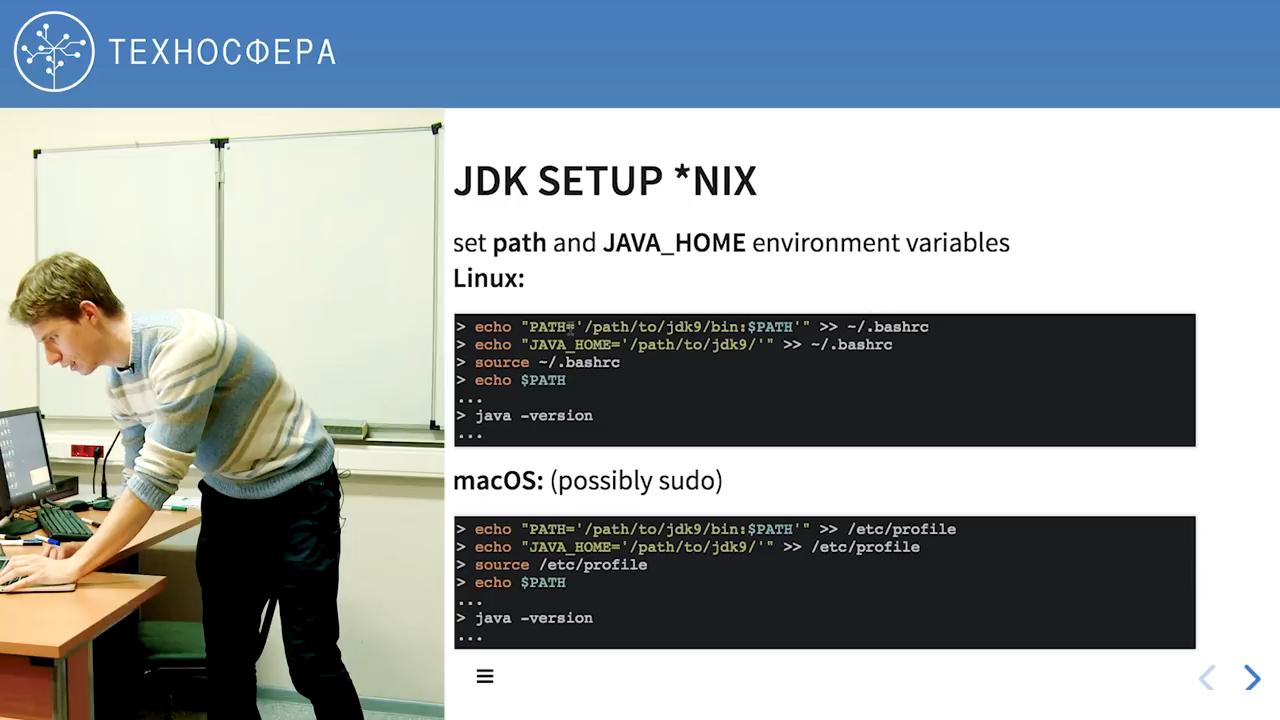 ТЕХНОСФЕРА
JDK SETUP *NIX
set path and JAVA_HOME environment variables
Linux:
> echo "PATH='/path/to/jdk9/bin:$PATH'" >> ~/.bashrc
> echo "JAVA_HOME='/path/to/jdk9/'" >> ~/.bashrc
> source ~/.bashrc
> echo $PATH
...
> java -version
...
macOS: (possibly sudo)
> echo "PATH='/path/to/jdk9/bin:$PATH'" >> /etc/profile
> echo "JAVA_HOME='/path/to/jdk9/'" >> /etc/profile
> source /etc/profile
> echo $PATH
...
> java -version
...